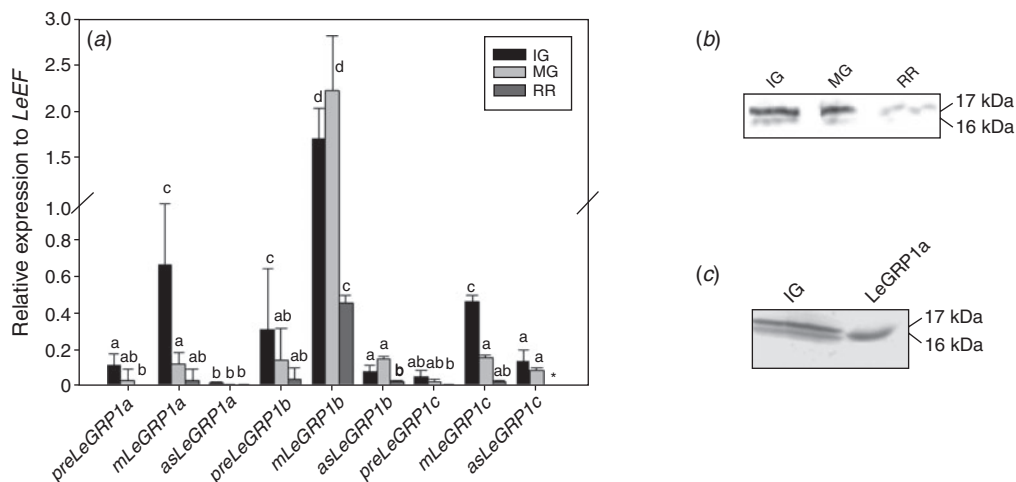 (a)
Relative expression to LeEF
3.0
2.5
2.0
1.5
1.0
0.8
0.6
0.4
0.2
0
IG
MG
RR
a ab b
c a ab
b b b
c ab ab
d d c
a a b
ab ab b
c a ab
a a *
preLeGRP1a
mLeGRP1a
asLeGRP1a
preLeGRP1b
mLeGRP1b
asLeGRP1b
preLeGRP1c
mLeGRP1c
asLeGRP1c
(b)
IG MG RR
17 kDa
16 kDa
(c)
IG LeGRP1a
17 kDa
16 kDa